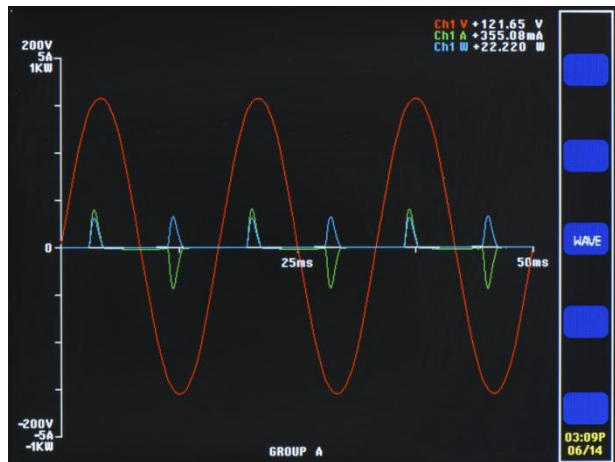 Ch1 V +121.65 V
Ch1 A +355.08mA
Ch1 W +22.220 W
200V
5A
1KW
0
25ms
50ms
-200V
-5A
-1KW
GROUP A
WAVE
03:09P
06/14